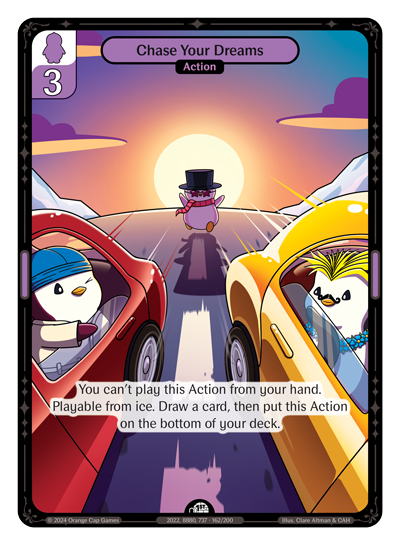 Chase Your Dreams
Action
3
You can't play this Action from your hand.
Playable from ice. Draw a card, then put this Action
on the bottom of your deck.
© 2024 Orange Cap Games
2022, 8980, 737 - 162/200
Illus. Clare Altman & CAH